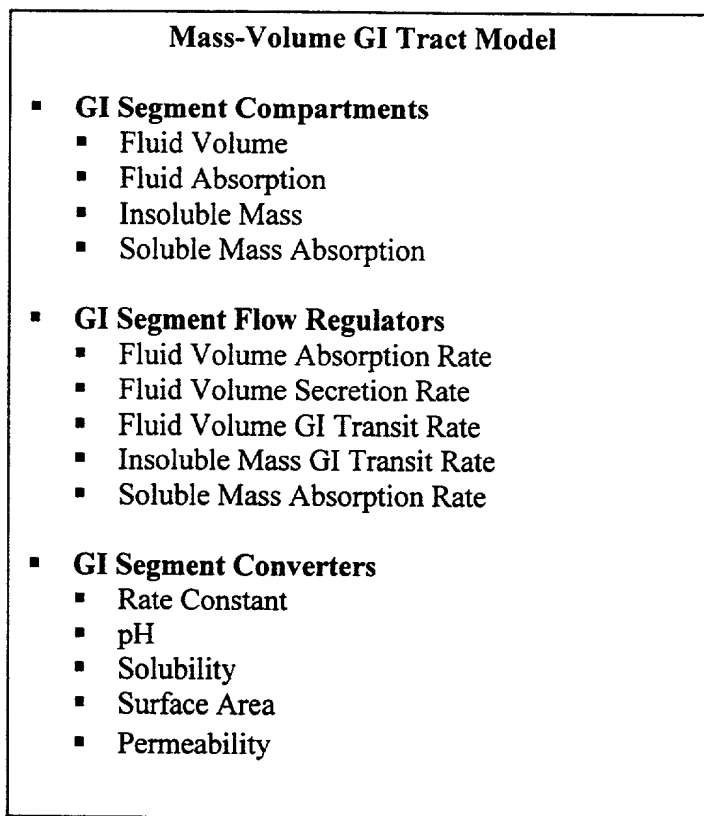 Mass-Volume GI Tract Model
▪ GI Segment Compartments
▪ Fluid Volume
▪ Fluid Absorption
▪ Insoluble Mass
▪ Soluble Mass Absorption
▪ GI Segment Flow Regulators
▪ Fluid Volume Absorption Rate
▪ Fluid Volume Secretion Rate
▪ Fluid Volume GI Transit Rate
▪ Insoluble Mass GI Transit Rate
▪ Soluble Mass Absorption Rate
▪ GI Segment Converters
▪ Rate Constant
▪ pH
▪ Solubility
▪ Surface Area
▪ Permeability